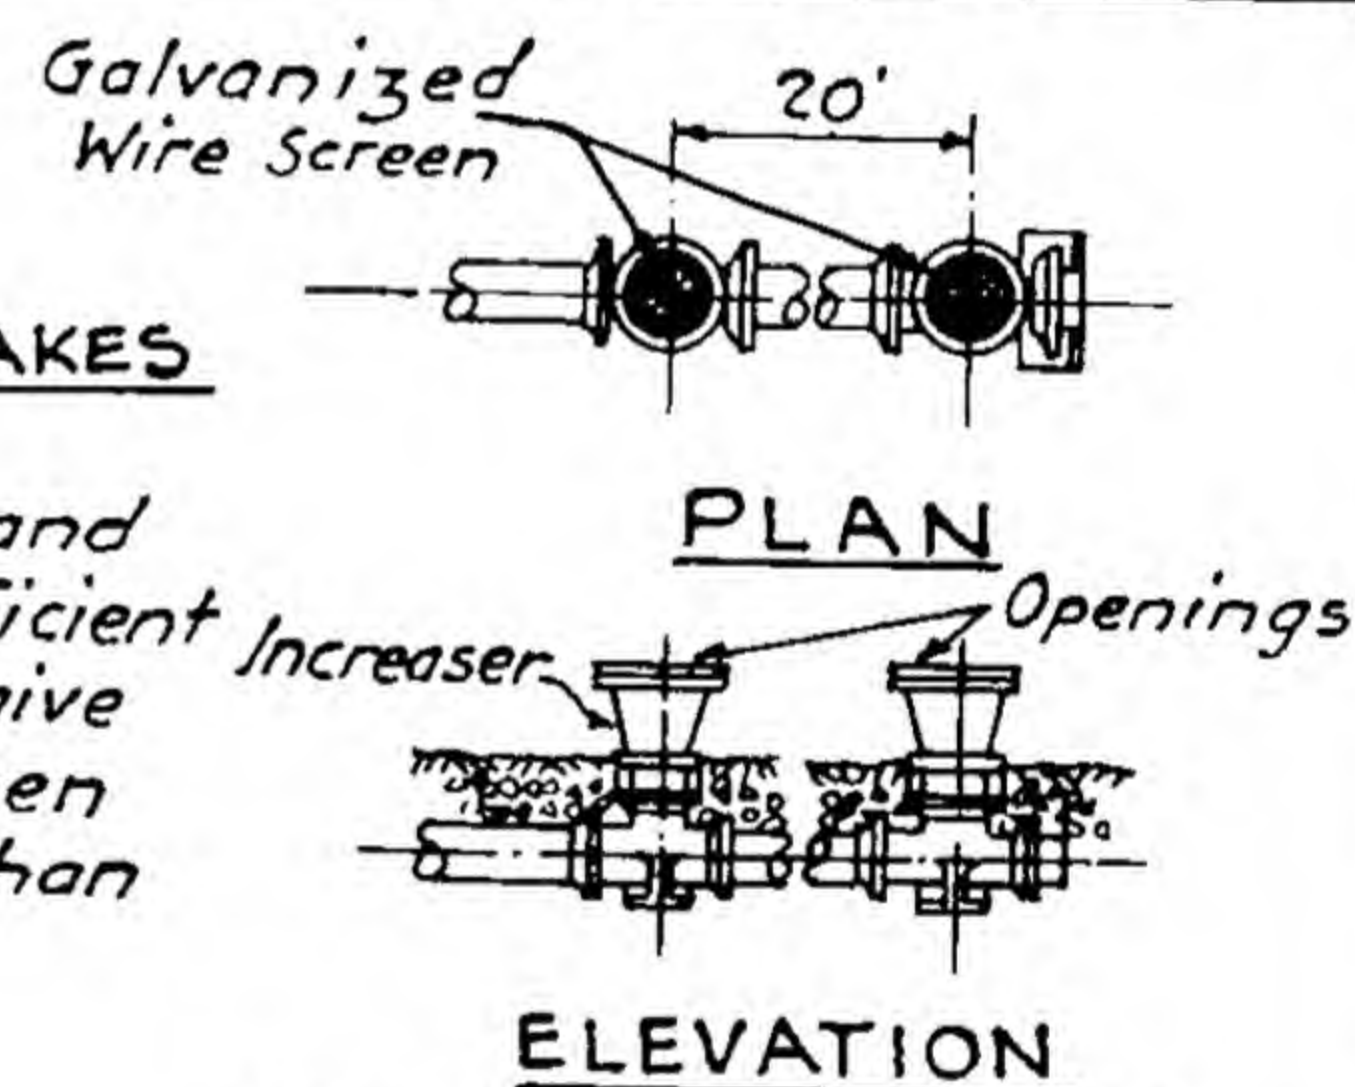 Galvanized
Wire Screen
20'
AKES
PLAN
and
icient
ive
en
han
Increaser
Openings
ELEVATION